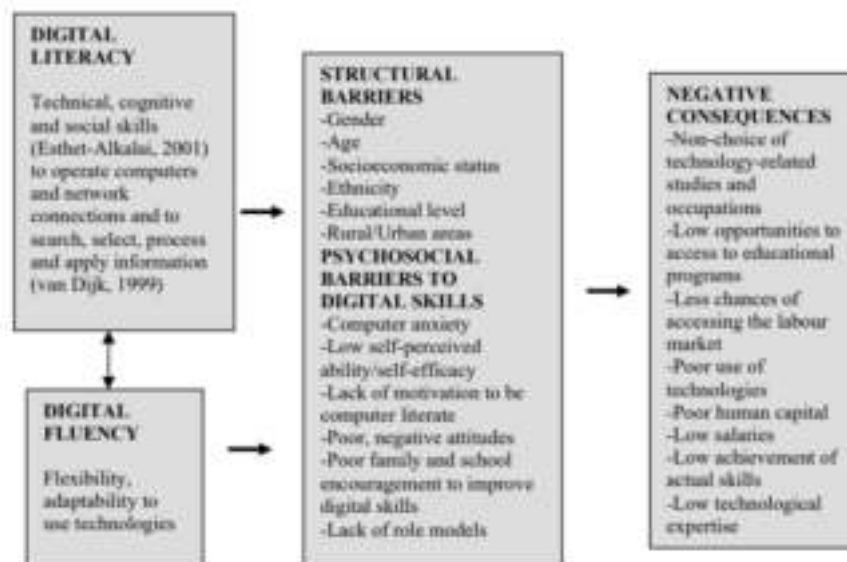 DIGITAL
LITERACY
Technical, cognitive
and social skills
(Esthet-Alkalai, 2001)
to operate computers
and network
connections and to
search, select, process
and apply information
(van Dijk, 1999)
DIGITAL
FLUENCY
Flexibility,
adaptability to
use technologies
STRUCTURAL
BARRIERS
-Gender
-Age
-Socioeconomic status
-Ethnicity
-Educational level
-Rural/Urban areas
PSYCHOSOCIAL
BARRIERS TO
DIGITAL SKILLS
-Computer anxiety
-Low self-perceived
ability/self-efficacy
-Lack of motivation to be
computer literate
-Poor, negative attitudes
-Poor family and school
encouragement to improve
digital skills
-Lack of role models
NEGATIVE
CONSEQUENCES
-Non-choice of
technology-related
studies and
occupations
-Low opportunities to
access to educational
programs
-Less chances of
accessing the labour
market
-Poor use of
technologies
-Poor human capital
-Low salaries
-Low achievement of
actual skills
-Low technological
expertise